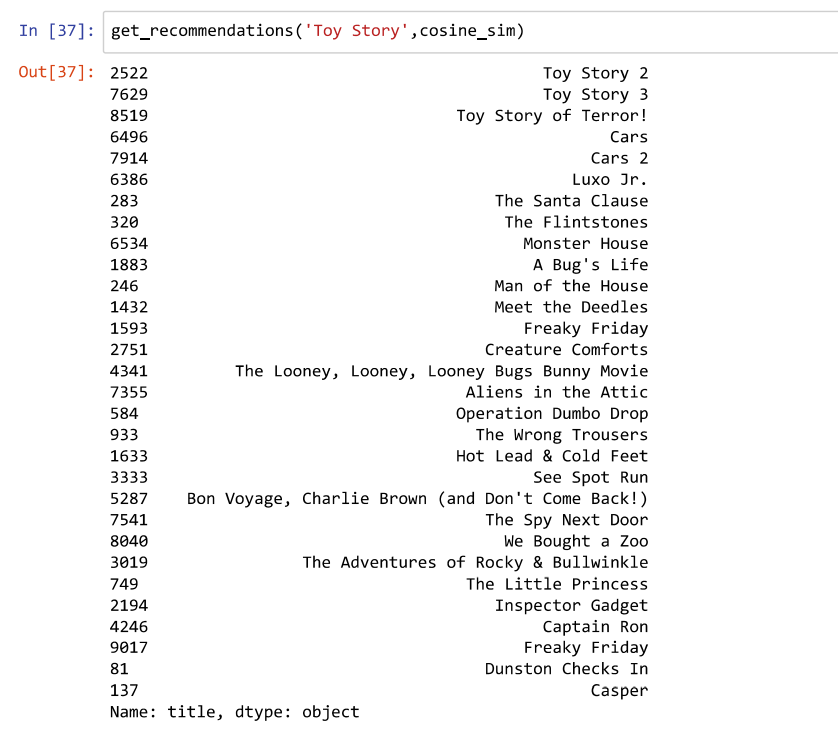 In [37]: get_recommendations('Toy Story',cosine_sim)
Out[37]: 2522 Toy Story 2
7629 Toy Story 3
8519 Toy Story of Terror!
6496 Cars
7914 Cars 2
6386 Luxo Jr.
283 The Santa Clause
320 The Flintstones
6534 Monster House
1883 A Bug's Life
246 Man of the House
1432 Meet the Deedles
1593 Freaky Friday
2751 Creature Comforts
4341 The Looney, Looney, Looney Bugs Bunny Movie
7355 Aliens in the Attic
584 Operation Dumbo Drop
933 The Wrong Trousers
1633 Hot Lead & Cold Feet
3333 See Spot Run
5287 Bon Voyage, Charlie Brown (and Don't Come Back!)
7541 The Spy Next Door
8040 We Bought a Zoo
3019 The Adventures of Rocky & Bullwinkle
749 The Little Princess
2194 Inspector Gadget
4246 Captain Ron
9017 Freaky Friday
81 Dunston Checks In
137 Casper
Name: title, dtype: object